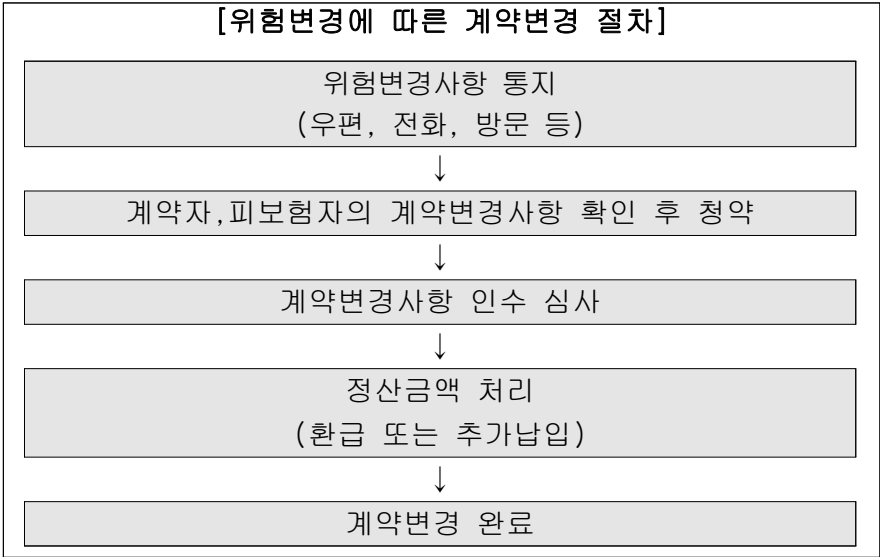 [위험변경에 따른 계약변경 절차]
위험변경사항 통지
(우편, 전화, 방문 등)
↓
계약자,피보험자의 계약변경사항 확인 후 청약
↓
계약변경사항 인수 심사
↓
정산금액 처리
(환급 또는 추가납입)
↓
계약변경 완료